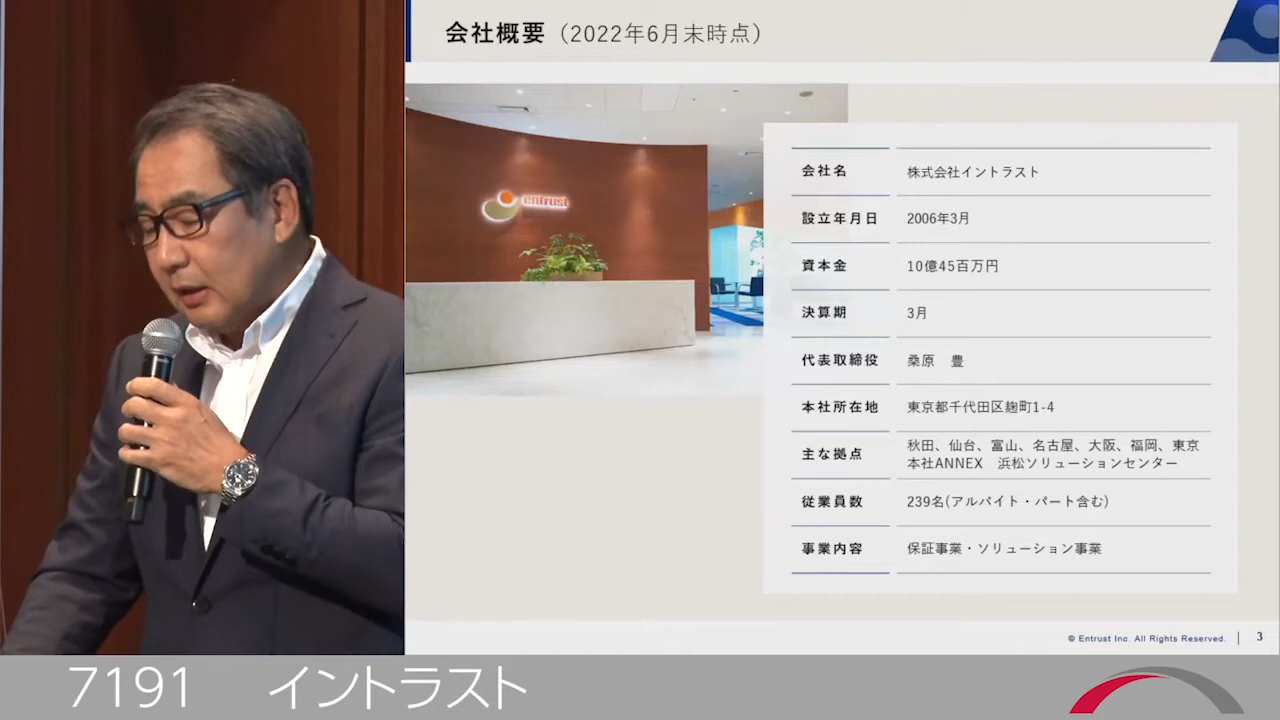 会社概要（2022年6月末時点）
entrust
会社名 株式会社イントラスト
設立年月日 2006年3月
資本金 10億45百万円
決算期 3月
代表取締役 桑原　豊
本社所在地 東京都千代田区麹町1-4
主な拠点 秋田、仙台、富山、名古屋、大阪、福岡、東京
本社ANNEX　浜松ソリューションセンター
従業員数 239名(アルバイト・パート含む)
事業内容 保証事業・ソリューション事業
© Entrust Inc. All Rights Reserved. 3
7191　イントラスト